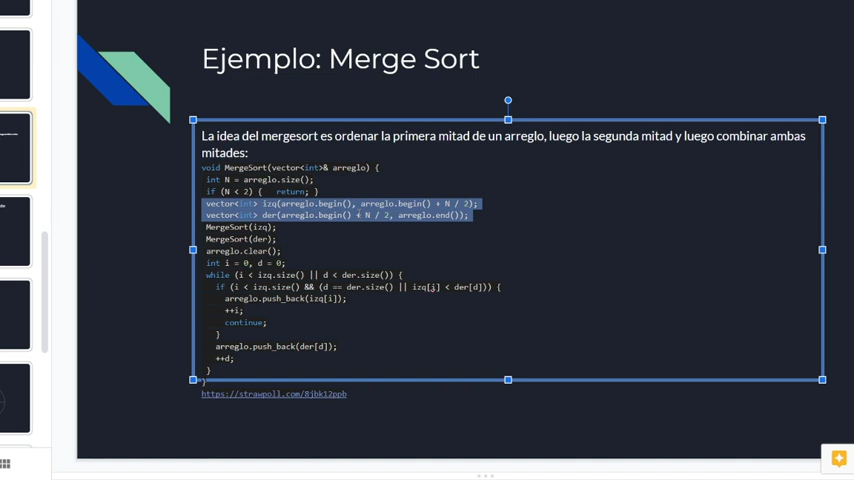 Ejemplo: Merge Sort
La idea del mergesort es ordenar la primera mitad de un arreglo, luego la segunda mitad y luego combinar ambas
mitades:
void MergeSort(vector<int>& arreglo) {
int N = arreglo.size();
if (N < 2) { return; }
vector<int> izq(arreglo.begin(), arreglo.begin() + N / 2);
vector<int> der(arreglo.begin() + N / 2, arreglo.end());
MergeSort(izq);
MergeSort(der);
arreglo.clear();
int i = 0, d = 0;
while (i < izq.size() || d < der.size()) {
if (i < izq.size() && (d == der.size() || izq[i] < der[d])) {
arreglo.push_back(izq[i]);
++i;
continue;
}
arreglo.push_back(der[d]);
++d;
}
}
https://strawpoll.com/8jbk12ppb